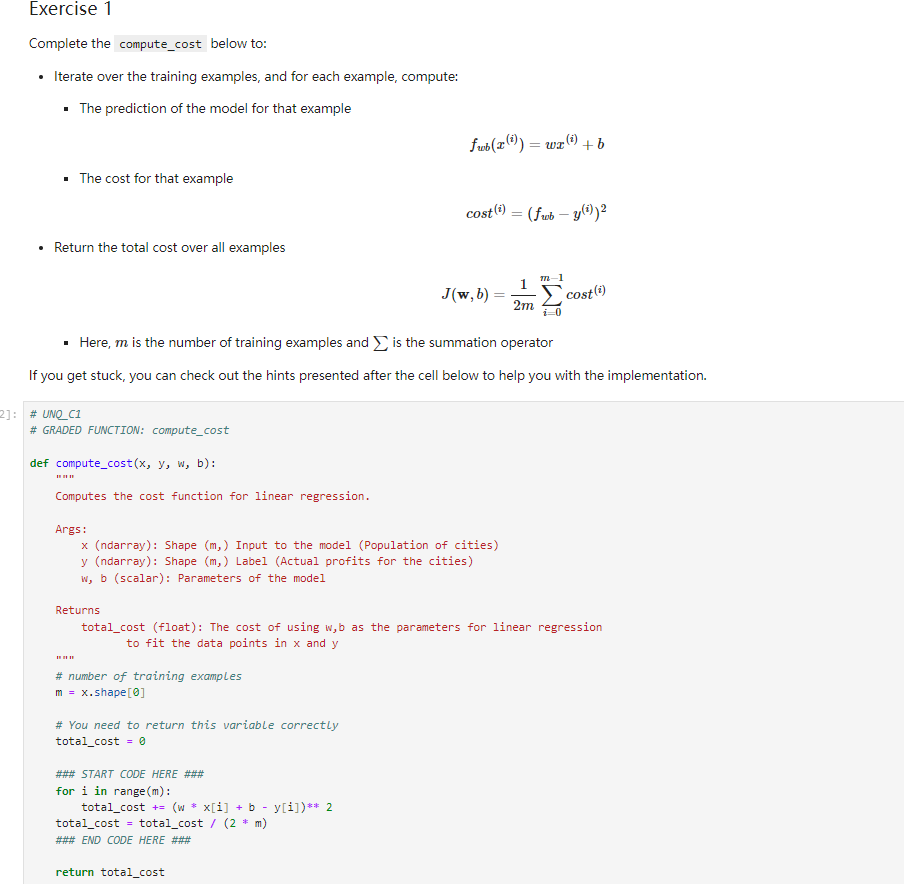 Exercise 1
Complete the compute_cost below to:
• Iterate over the training examples, and for each example, compute:
▪ The prediction of the model for that example
f_{wb}(x^{(i)}) = wx^{(i)} + b
▪ The cost for that example
cost^{(i)} = (f_{wb} − y^{(i)})^2
• Return the total cost over all examples
J(\mathbf{w}, b) = \frac{1}{2m} \sum_{i=0}^{m−1} cost^{(i)}
▪ Here, m is the number of training examples and ∑ is the summation operator
If you get stuck, you can check out the hints presented after the cell below to help you with the implementation.
2]:
# UNQ_C1
# GRADED FUNCTION: compute_cost
def compute_cost(x, y, w, b):
    """
    Computes the cost function for linear regression.
    Args:
        x (ndarray): Shape (m,) Input to the model (Population of cities)
        y (ndarray): Shape (m,) Label (Actual profits for the cities)
        w, b (scalar): Parameters of the model
    Returns
        total_cost (float): The cost of using w,b as the parameters for linear regression
               to fit the data points in x and y
    """
    # number of training examples
    m = x.shape[0]
    # You need to return this variable correctly
    total_cost = 0
    ### START CODE HERE ###
    for i in range(m):
        total_cost += (w * x[i] + b - y[i])** 2
    total_cost = total_cost / (2 * m)
    ### END CODE HERE ###
    return total_cost